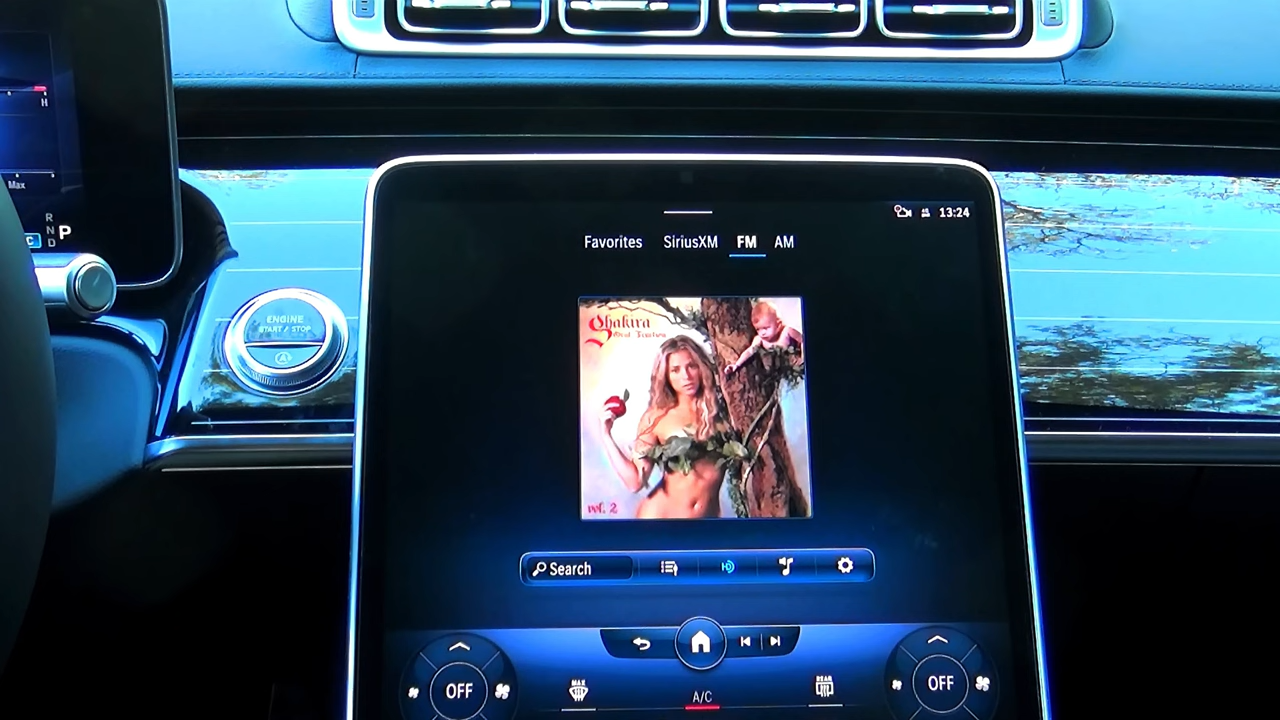 H
Max
R
N
D
P
C
ENGINE
START / STOP
A
13:24
Favorites SiriusXM FM AM
Shakira
Oral Fixation
vol. 2
Search
OFF
MAX
A/C
REAR
OFF